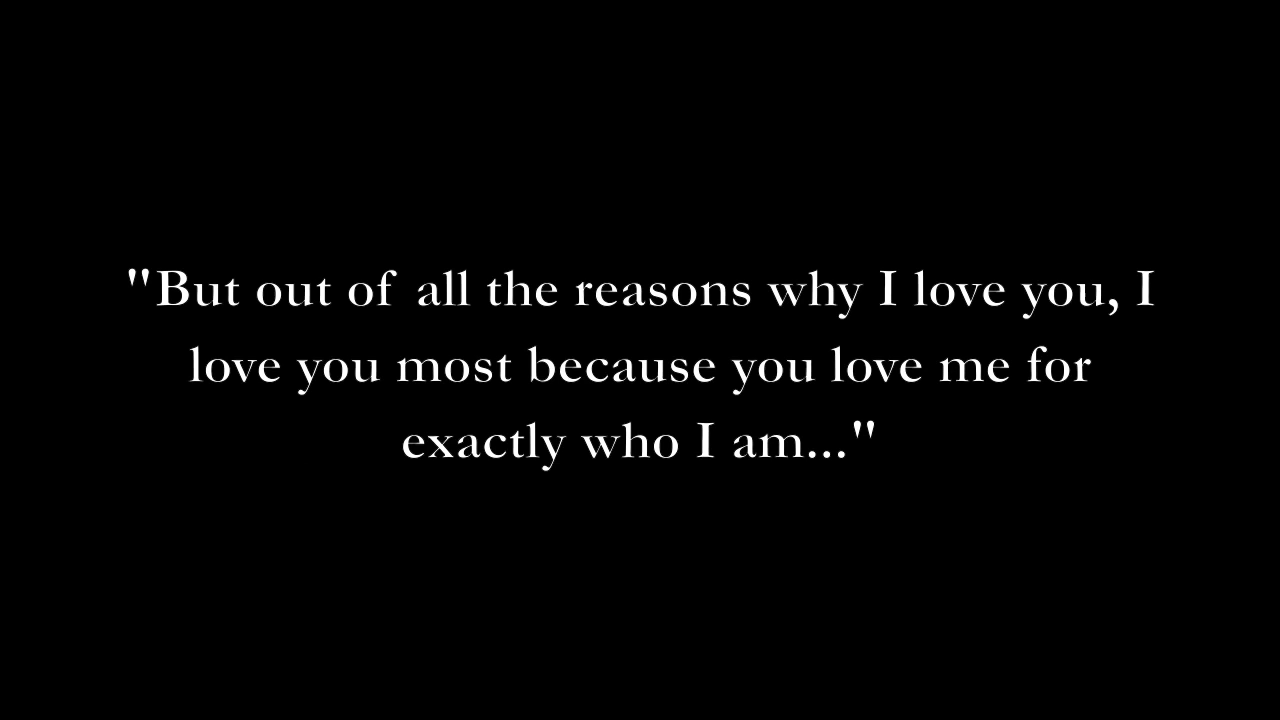 "But out of all the reasons why I love you, I
love you most because you love me for
exactly who I am..."